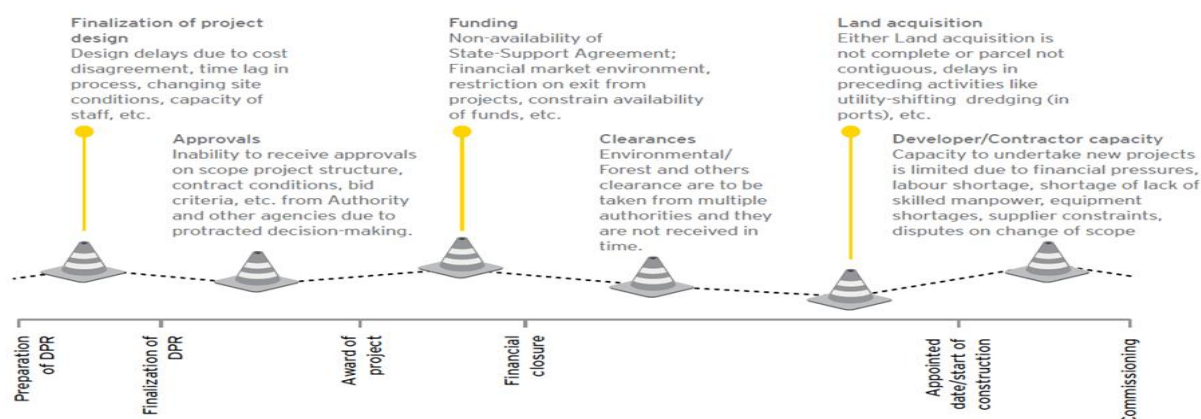 Finalization of project
design
Design delays due to cost
disagreement, time lag in
process, changing site
conditions, capacity of
staff, etc.
Approvals
Inability to receive approvals
on scope project structure,
contract conditions, bid
criteria, etc. from Authority
and other agencies due to
protracted decision-making.
Funding
Non-availability of
State-Support Agreement;
Financial market environment,
restriction on exit from
projects, constrain availability
of funds, etc.
Clearances
Environmental/
Forest and others
clearance are to be
taken from multiple
authorities and they
are not received in
time.
Land acquisition
Either Land acquisition is
not complete or parcel not
contiguous, delays in
preceding activities like
utility-shifting dredging (in
ports), etc.
Developer/Contractor capacity
Capacity to undertake new projects
is limited due to financial pressures,
labour shortage, shortage of lack of
skilled manpower, equipment
shortages, supplier constraints,
disputes on change of scope
Preparation
of DPR
Finalization of
DPR
Award of
project
Financial
closure
Appointed
date/start of
construction
Commissioning